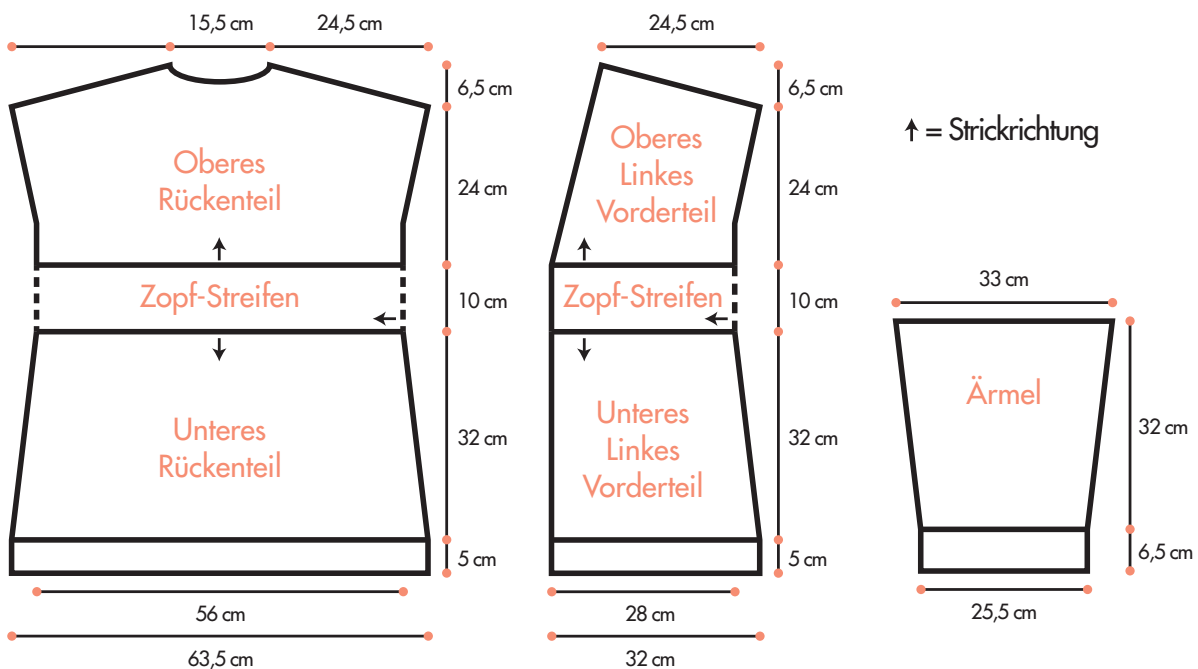 15,5 cm
24,5 cm
6,5 cm
24 cm
10 cm
32 cm
5 cm
Oberes
Rückenteil
Zopf-Streifen
Unteres
Rückenteil
56 cm
63,5 cm
24,5 cm
6,5 cm
24 cm
10 cm
32 cm
5 cm
Oberes
Linkes
Vorderteil
Zopf-Streifen
Unteres
Linkes
Vorderteil
28 cm
32 cm
↑ = Strickrichtung
33 cm
Ärmel
32 cm
6,5 cm
25,5 cm